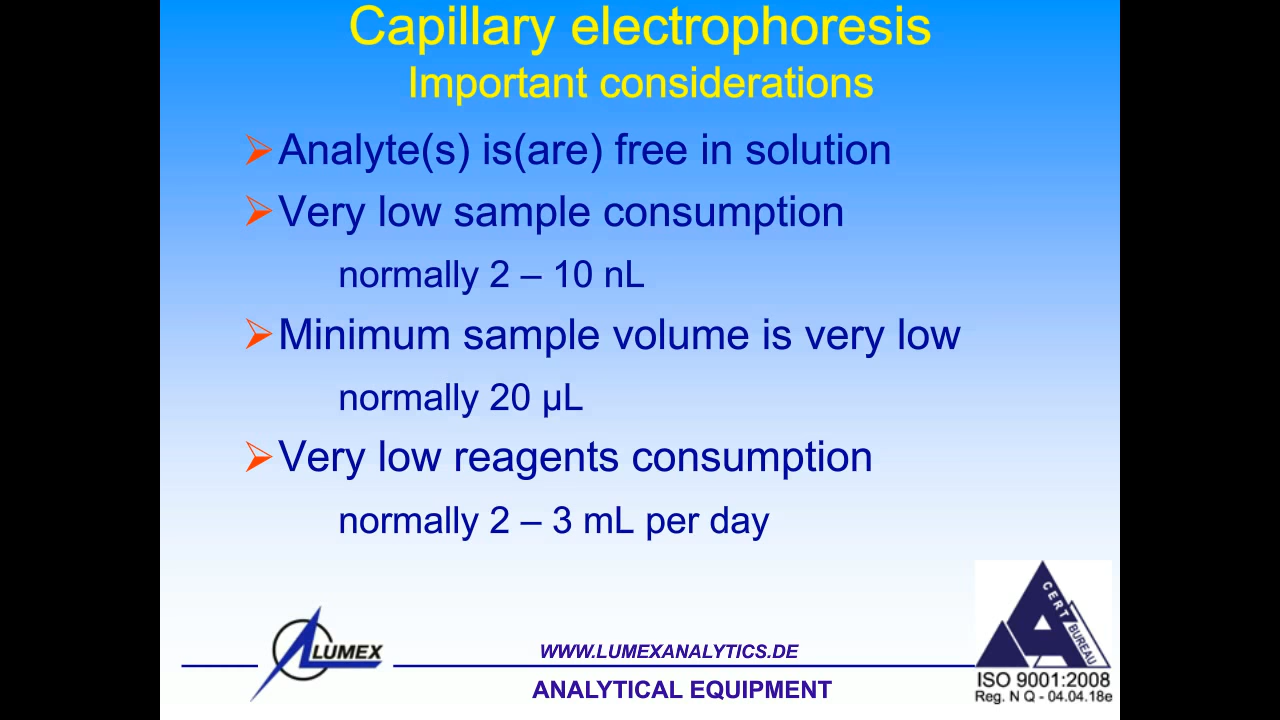 Capillary electrophoresis
Important considerations
Analyte(s) is(are) free in solution
Very low sample consumption
normally 2 – 10 nL
Minimum sample volume is very low
normally 20 µL
Very low reagents consumption
normally 2 – 3 mL per day
LUMEX
WWW.LUMEXANALYTICS.DE
ANALYTICAL EQUIPMENT
CERT
BUREAU
ISO 9001:2008
Reg. N Q - 04.04.18e